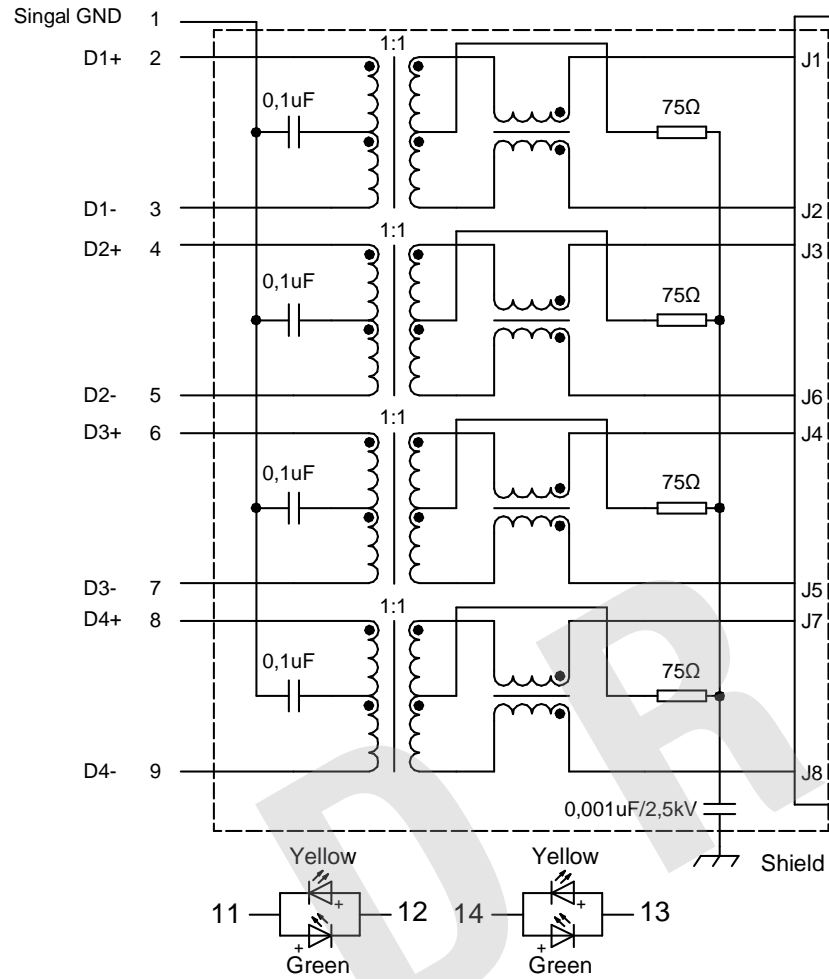 Singal GND 1
1:1
D1+ 2 J1
0,1uF 75Ω
D1- 3 J2
1:1
D2+ 4 J3
0,1uF 75Ω
D2- 5 J6
1:1
D3+ 6 J4
0,1uF 75Ω
D3- 7 J5
1:1
D4+ 8 J7
0,1uF 75Ω
D4- 9 J8
0,001uF/2,5kV
Shield
Yellow Yellow
11 + 12 14 + 13
+ +
Green Green
D R